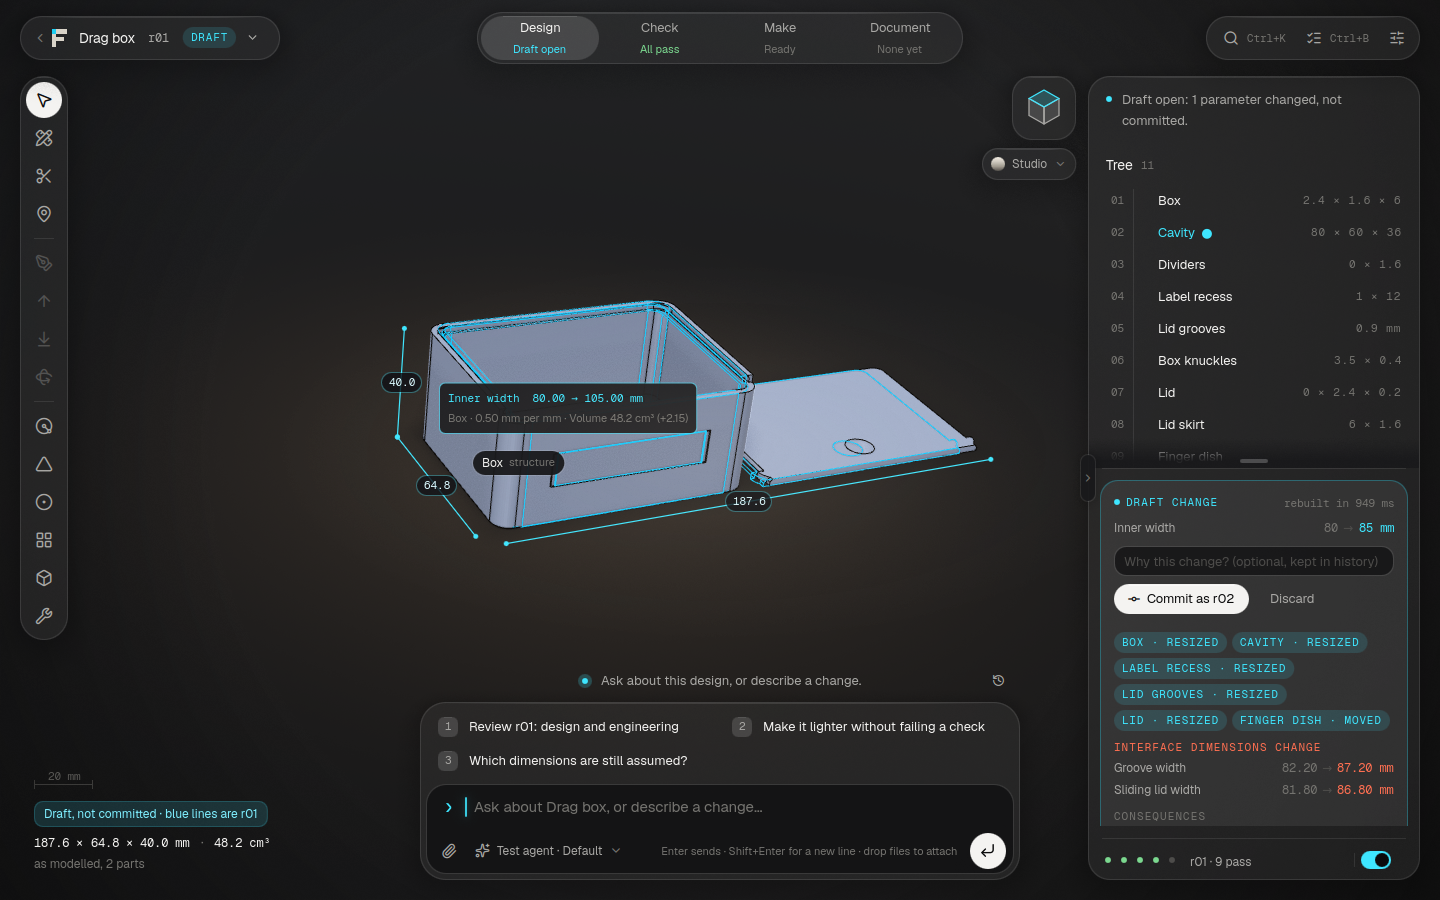 Drag box r01 DRAFT
Design
Draft open
Check
All pass
Make
Ready
Document
None yet
Ctrl+K
Ctrl+B
Studio
Draft open: 1 parameter changed, not
committed.
Tree 11
01 Box 2.4 × 1.6 × 6
02 Cavity 80 × 60 × 36
03 Dividers 0 × 1.6
04 Label recess 1 × 12
05 Lid grooves 0.9 mm
06 Box knuckles 3.5 × 0.4
07 Lid 0 × 2.4 × 0.2
08 Lid skirt 6 × 1.6
09 Finger dish
40.0
Inner width 80.00 → 105.00 mm
Box · 0.50 mm per mm · Volume 48.2 cm³ (+2.15)
Box structure
64.8
187.6
DRAFT CHANGE rebuilt in 949 ms
Inner width 80 → 85 mm
Why this change? (optional, kept in history)
Commit as r02 Discard
BOX · RESIZED CAVITY · RESIZED
LABEL RECESS · RESIZED
LID GROOVES · RESIZED
LID · RESIZED FINGER DISH · MOVED
INTERFACE DIMENSIONS CHANGE
Groove width 82.20 → 87.20 mm
Sliding lid width 81.80 → 86.80 mm
CONSEQUENCES
r01 · 9 pass
Ask about this design, or describe a change.
1 Review r01: design and engineering
2 Make it lighter without failing a check
3 Which dimensions are still assumed?
Ask about Drag box, or describe a change...
Test agent · Default
Enter sends · Shift+Enter for a new line · drop files to attach
20 mm
Draft, not committed · blue lines are r01
187.6 × 64.8 × 40.0 mm · 48.2 cm³
as modelled, 2 parts